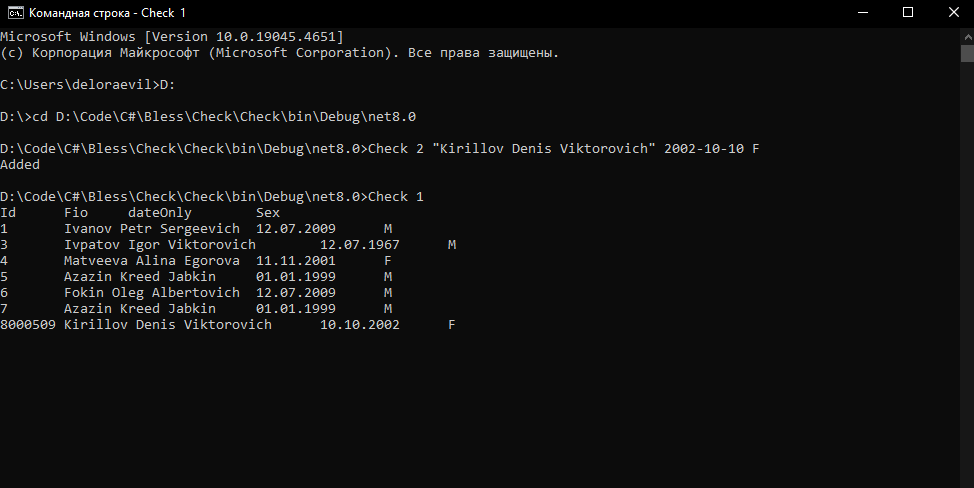 Командная строка - Check 1
Microsoft Windows [Version 10.0.19045.4651]
(c) Корпорация Майкрософт (Microsoft Corporation). Все права защищены.
C:\Users\deloraevil>D:
D:\>cd D:\Code\C#\Bless\Check\Check\bin\Debug\net8.0
D:\Code\C#\Bless\Check\Check\bin\Debug\net8.0>Check 2 "Kirillov Denis Viktorovich" 2002-10-10 F
Added
D:\Code\C#\Bless\Check\Check\bin\Debug\net8.0>Check 1
Id Fio dateOnly Sex
1 Ivanov Petr Sergeevich 12.07.2009 M
3 Ivpatov Igor Viktorovich 12.07.1967 M
4 Matveeva Alina Egorova 11.11.2001 F
5 Azazin Kreed Jabkin 01.01.1999 M
6 Fokin Oleg Albertovich 12.07.2009 M
7 Azazin Kreed Jabkin 01.01.1999 M
8000509 Kirillov Denis Viktorovich 10.10.2002 F